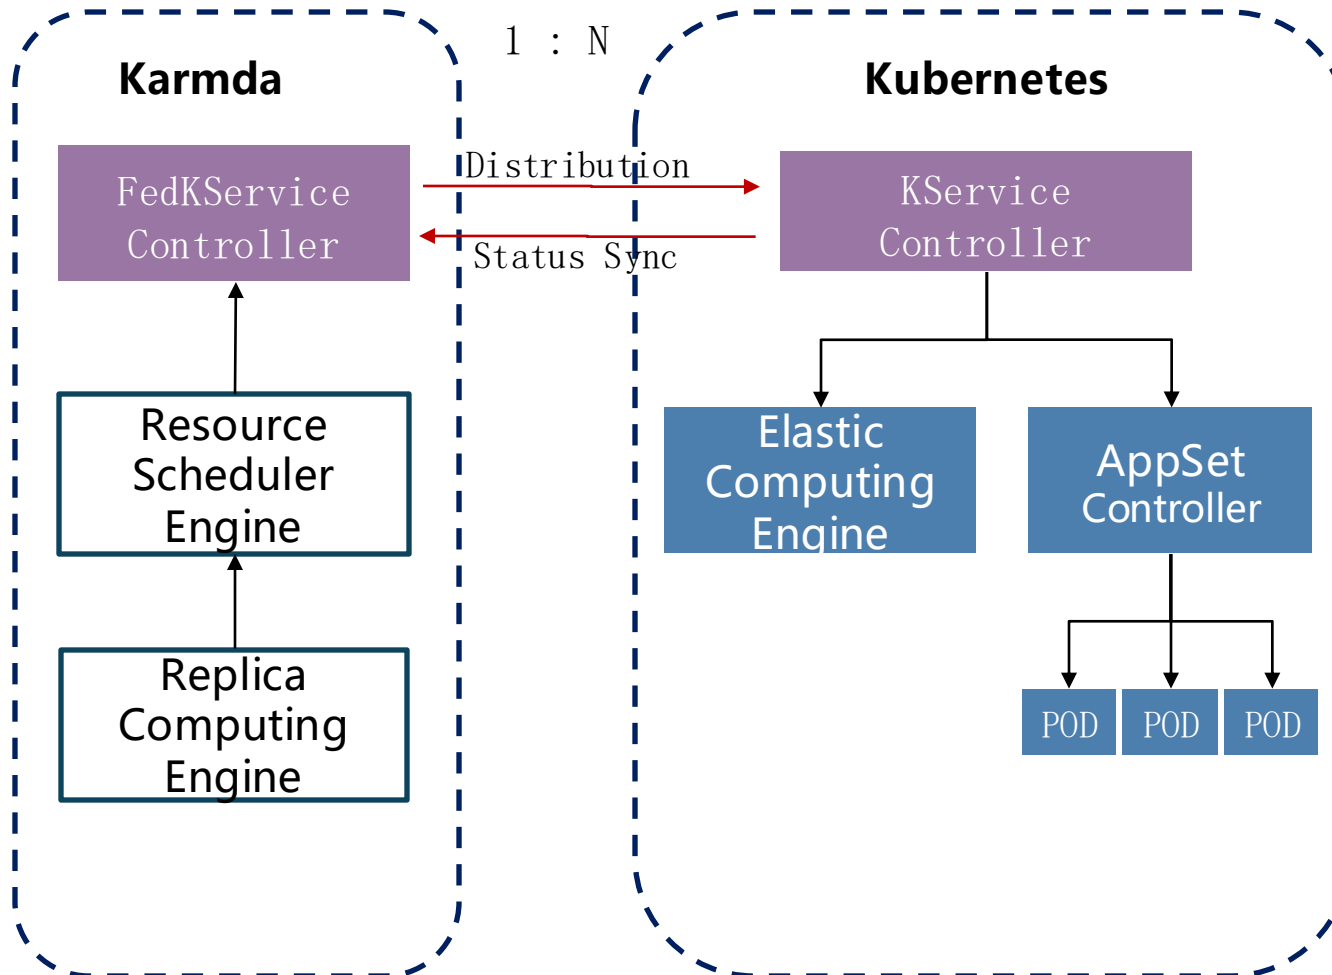 1 : N
Karmda
FedKService
Controller
Resource
Scheduler
Engine
Replica
Computing
Engine
Distribution
Status Sync
Kubernetes
KService
Controller
Elastic
Computing
Engine
AppSet
Controller
POD
POD
POD